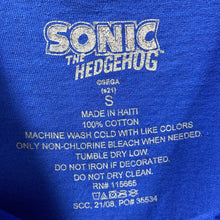 SONIC
THE
HEDGEHOG
©SEGA
(s21)
S
MADE IN HAITI
100% COTTON
MACHINE WASH COLD WITH LIKE COLORS
ONLY NON-CHLORINE BLEACH WHEN NEEDED
TUMBLE DRY LOW.
DO NOT IRON IF DECORATED.
DO NOT DRY CLEAN.
RN# 115665
SCC, 21/08, PO# 35534